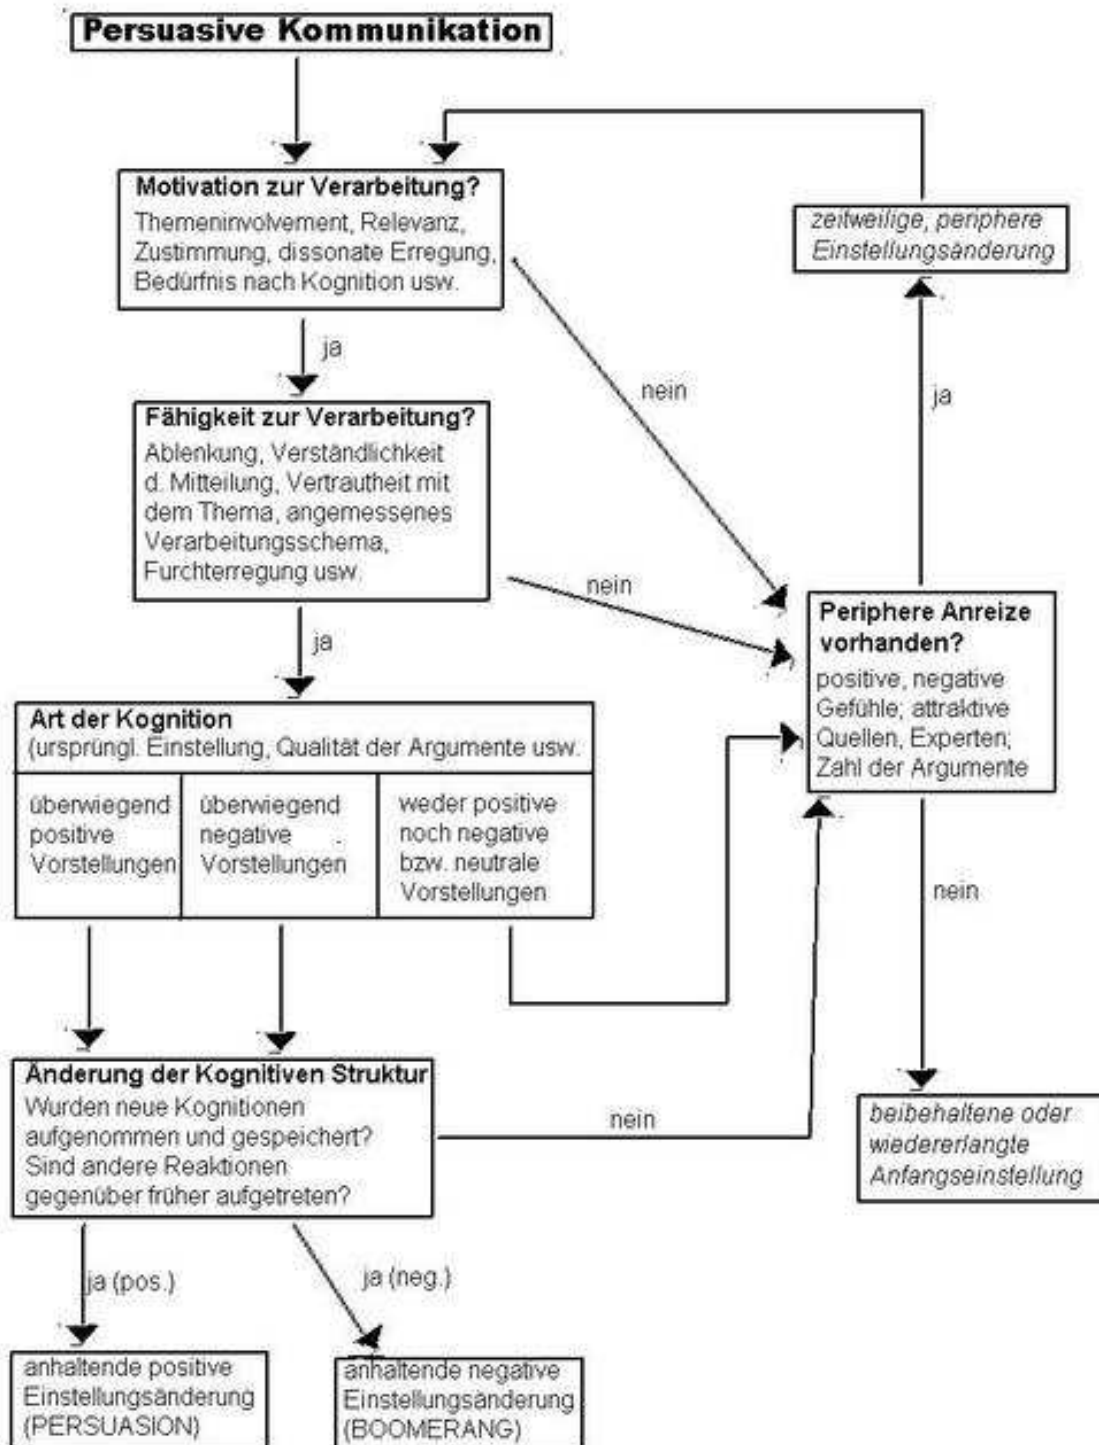 Persuasive Kommunikation
Motivation zur Verarbeitung?
Themeninvolvement, Relevanz,
Zustimmung, dissonate Erregung,
Bedürfnis nach Kognition usw.
zeitweilige, periphere
Einstellungsänderung
ja
nein
ja
Fähigkeit zur Verarbeitung?
Ablenkung, Verständlichkeit
d. Mitteilung, Vertrautheit mit
dem Thema, angemessenes
Verarbeitungsschema,
Furchterregung usw.
nein
ja
Periphere Anreize
vorhanden?
positive, negative
Gefühle; attraktive
Quellen, Experten;
Zahl der Argumente
Art der Kognition
(ursprüngl. Einstellung, Qualität der Argumente usw.
überwiegend
positive
Vorstellungen
überwiegend
negative
Vorstellungen
weder positive
noch negative
bzw. neutrale
Vorstellungen
nein
Änderung der Kognitiven Struktur
Wurden neue Kognitionen
aufgenommen und gespeichert?
Sind andere Reaktionen
gegenüber früher aufgetreten?
nein
beibehaltene oder
wiedererlangte
Anfangseinstellung
ja (pos.)
ja (neg.)
anhaltende positive
Einstellungsänderung
(PERSUASION)
anhaltende negative
Einstellungsänderung
(BOOMERANG)